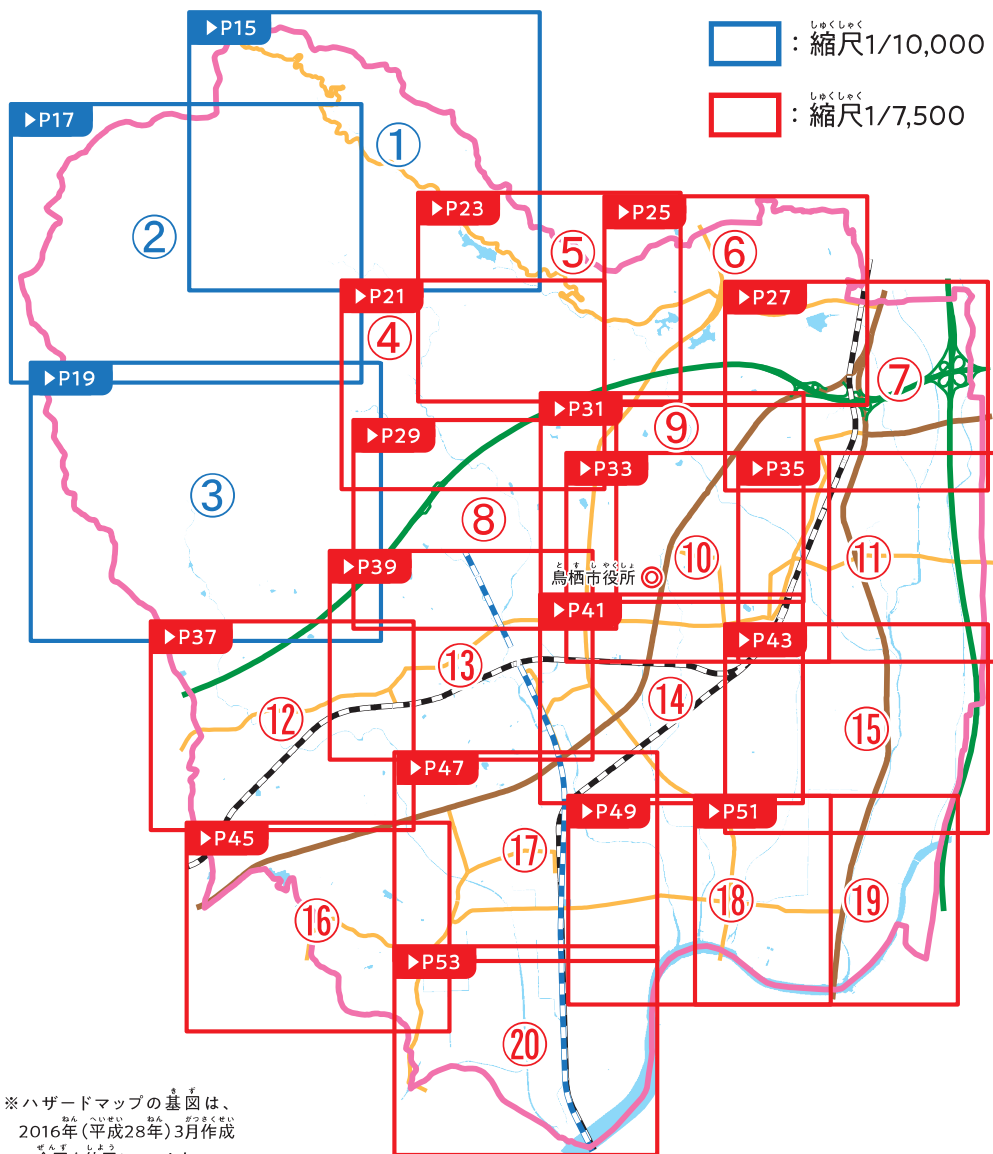 ▶P15
しゅくしゃく
：縮尺1/10,000
しゅくしゃく
：縮尺1/7,500
▶P17
①
②
▶P23
▶P25
⑤
⑥
▶P21
▶P27
④
⑦
▶P19
▶P31
⑨
▶P29
▶P33
▶P35
③
⑧
⑩
⑪
と す し やくしょ
鳥栖市役所
▶P39
▶P41
▶P37
▶P43
⑬
⑭
⑫
⑮
▶P47
▶P49
▶P51
▶P45
⑰
⑱
⑲
⑯
▶P53
⑳
き ず
※ハザードマップの基図は、
ねん へいせい ねん がつさくせい
2016年(平成28年)3月作成
ぜんず しよう